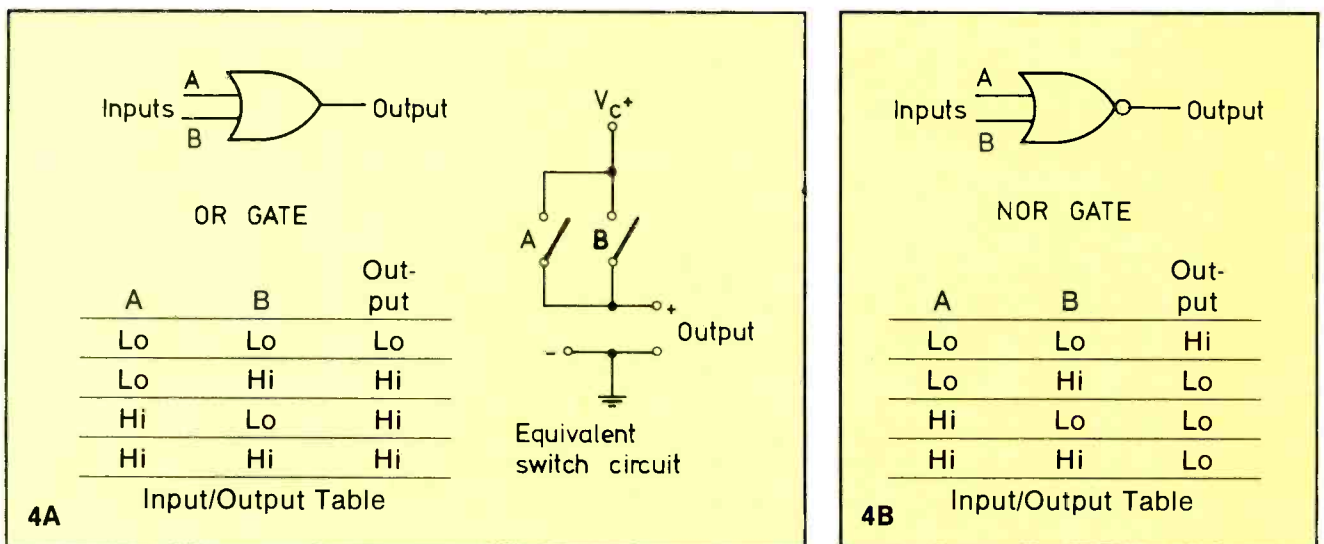 A
Inputs Output
B
OR GATE
A B Out-
put
Lo Lo Lo
Lo Hi Hi
Hi Lo Hi
Hi Hi Hi
Input/Output Table
4A
Vc+
A B
+
Output
-
Equivalent
switch circuit
A
Inputs Output
B
NOR GATE
A B Out-
put
Lo Lo Hi
Lo Hi Lo
Hi Lo Lo
Hi Hi Lo
Input/Output Table
4B